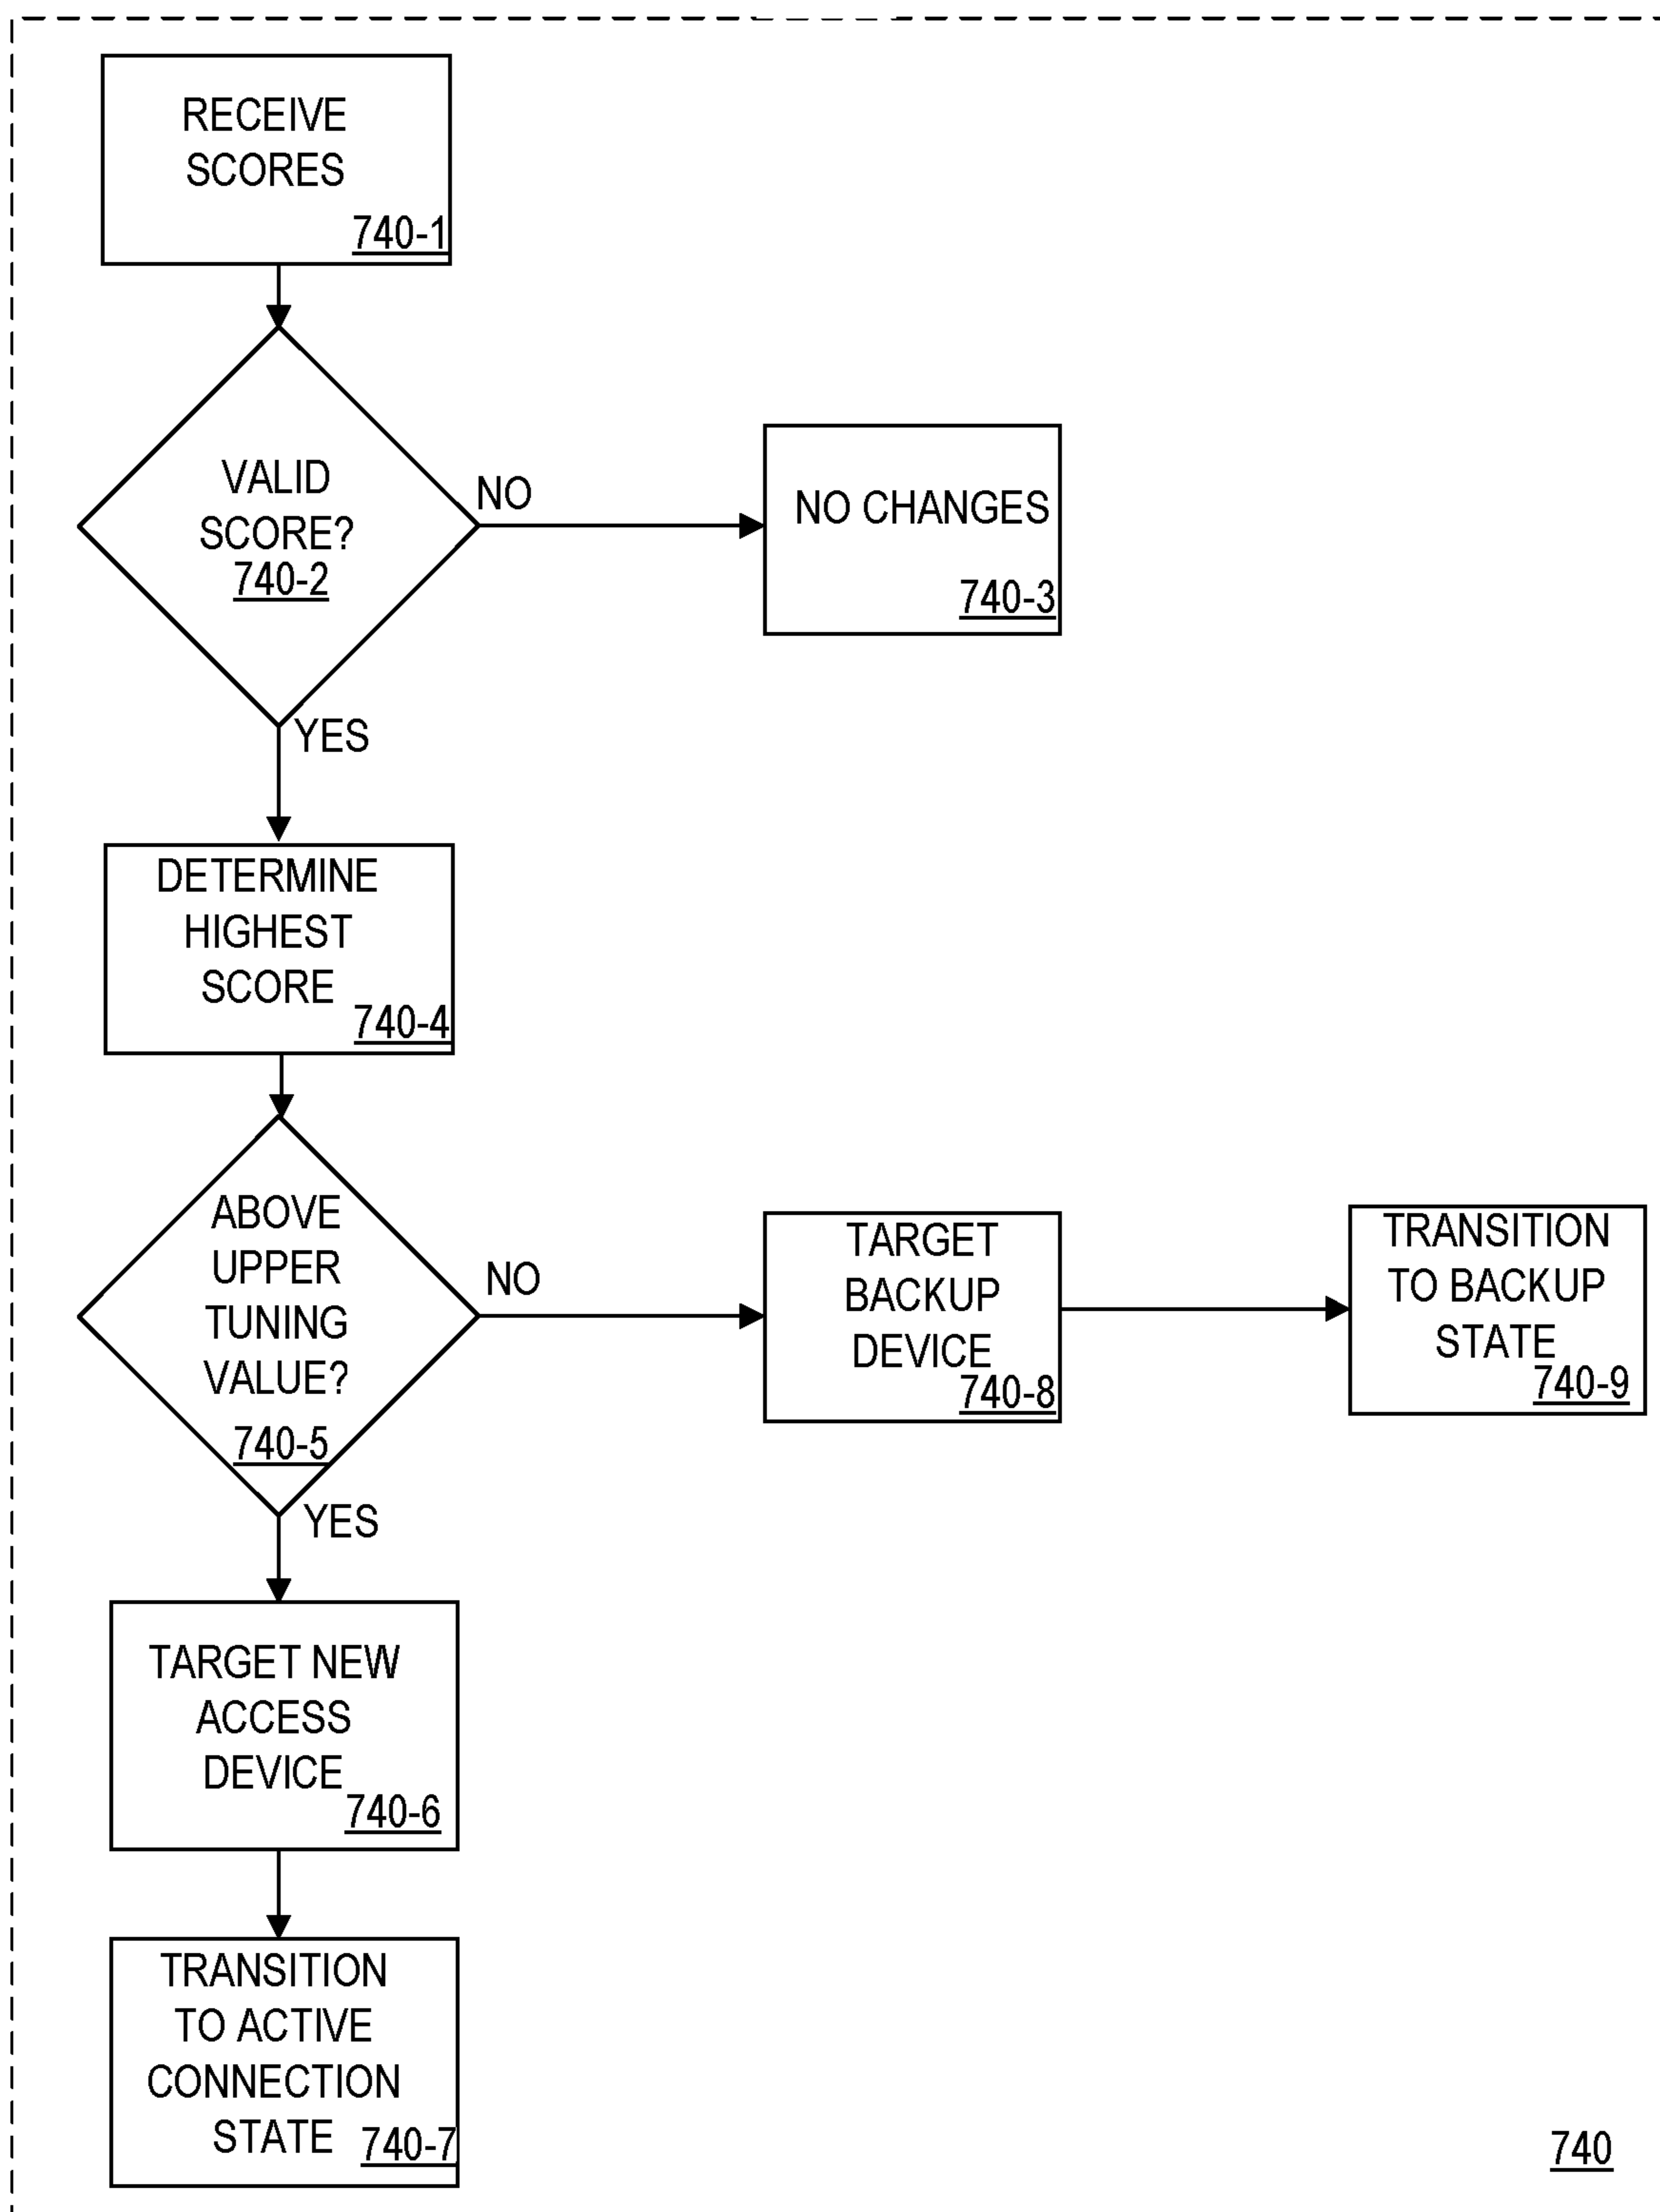 RECEIVE
SCORES
740-1
VALID
SCORE?
740-2
NO
NO CHANGES
740-3
YES
DETERMINE
HIGHEST
SCORE
740-4
ABOVE
UPPER
TUNING
VALUE?
740-5
NO
TARGET
BACKUP
DEVICE
740-8
TRANSITION
TO BACKUP
STATE
740-9
YES
TARGET NEW
ACCESS
DEVICE
740-6
TRANSITION
TO ACTIVE
CONNECTION
STATE
740-7
740